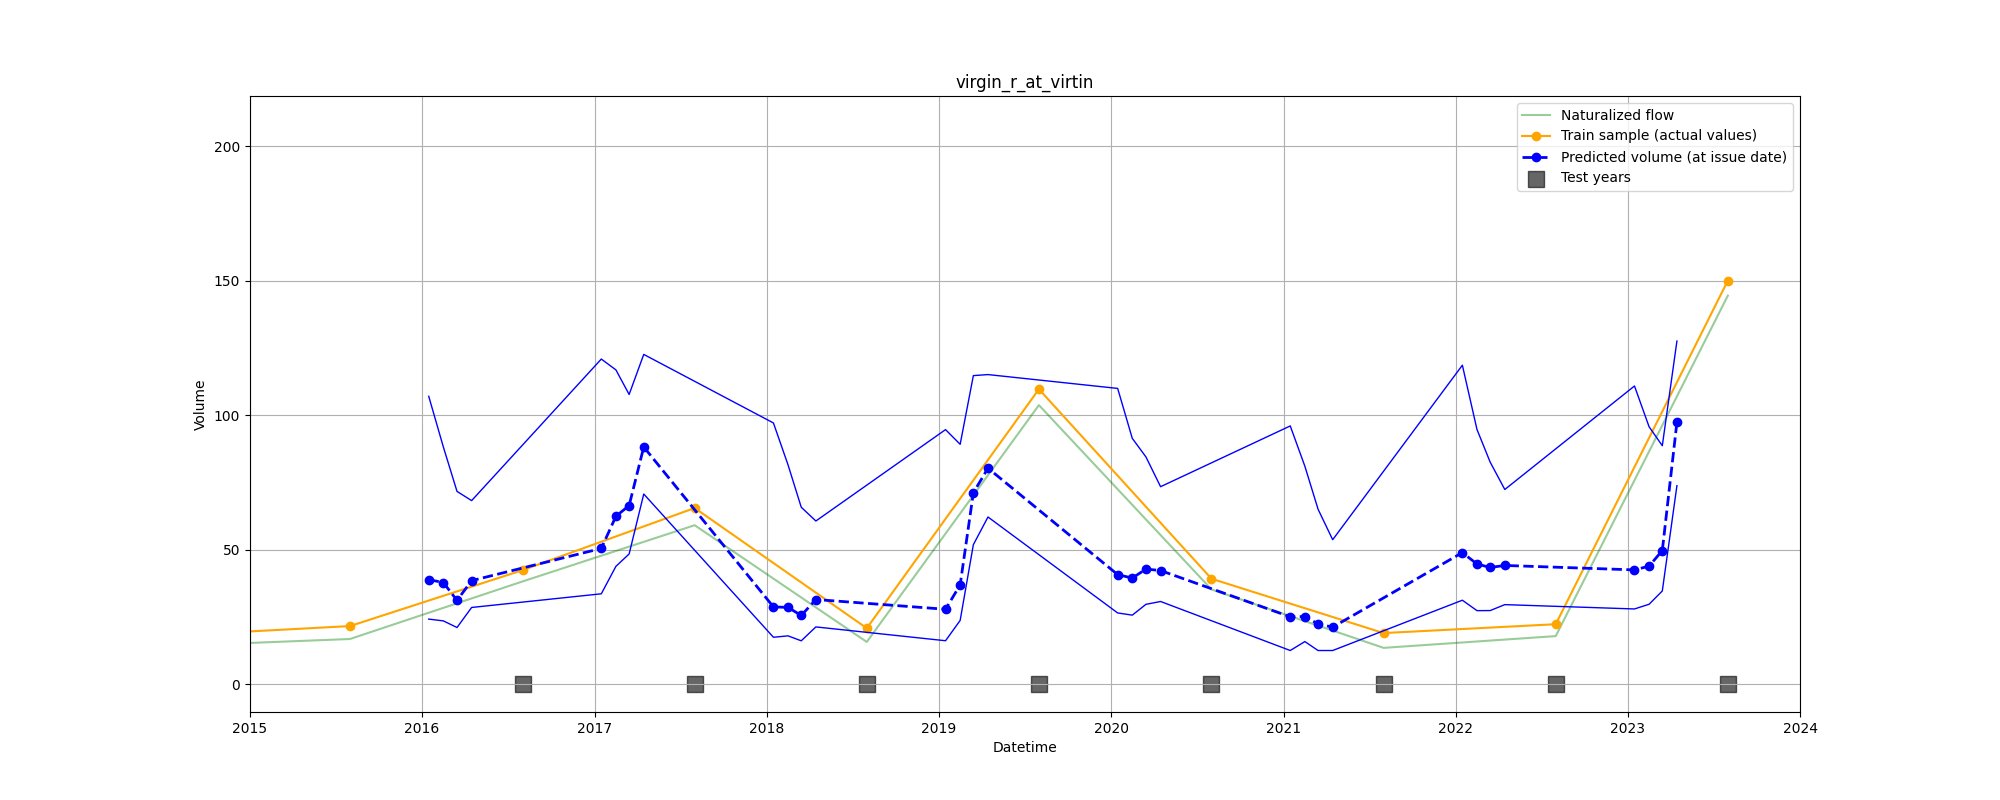 virgin_r_at_virtin
Naturalized flow
Train sample (actual values)
Predicted volume (at issue date)
Test years
200
150
100
50
0
Volume
2015 2016 2017 2018 2019 2020 2021 2022 2023 2024
Datetime